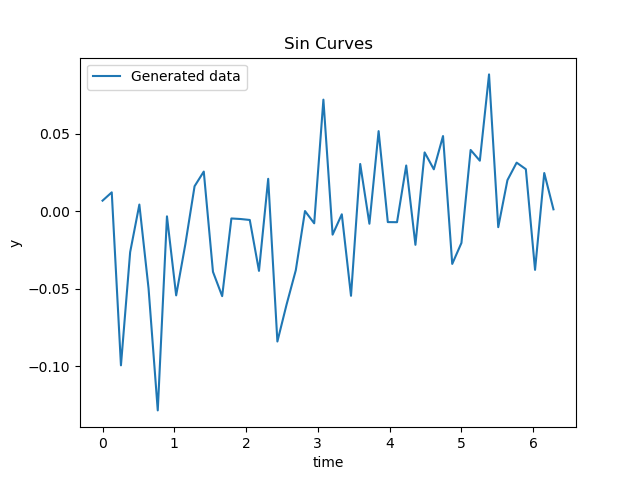 Sin Curves
Generated data
0.05
0.00
−0.05
−0.10
y
0 1 2 3 4 5 6
time